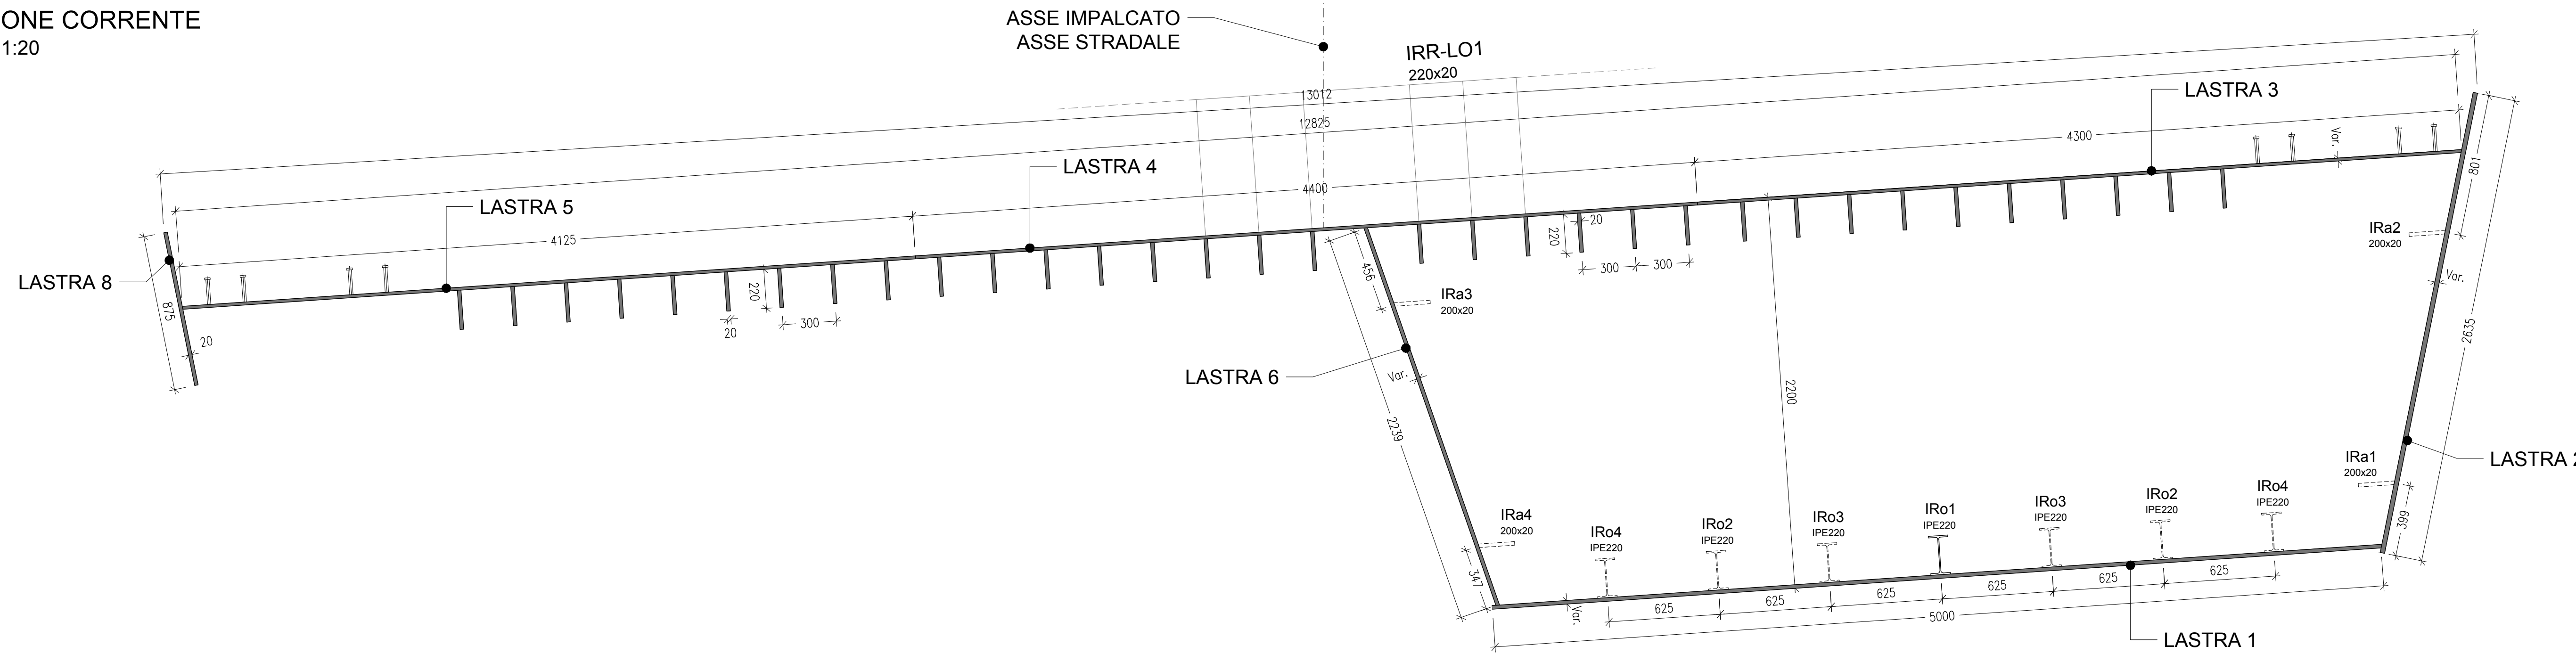 ONE CORRENTE
1:20
ASSE IMPALCATO
ASSE STRADALE
IRR-LO1
220x20
13012
12825
LASTRA 3
4300
Var.
LASTRA 4
4400
801
LASTRA 5
4125
20
220
300
300
IRa2
200x20
Var.
LASTRA 8
875
20
220
20
300
456
IRa3
200x20
2635
LASTRA 6
Var.
2239
2200
LASTRA 2
IRa1
200x20
399
IRa4
200x20
347
IRo4
IPE220
IRo2
IPE220
IRo3
IPE220
IRo1
IPE220
IRo3
IPE220
IRo2
IPE220
IRo4
IPE220
Var.
625
625
625
625
625
625
5000
LASTRA 1